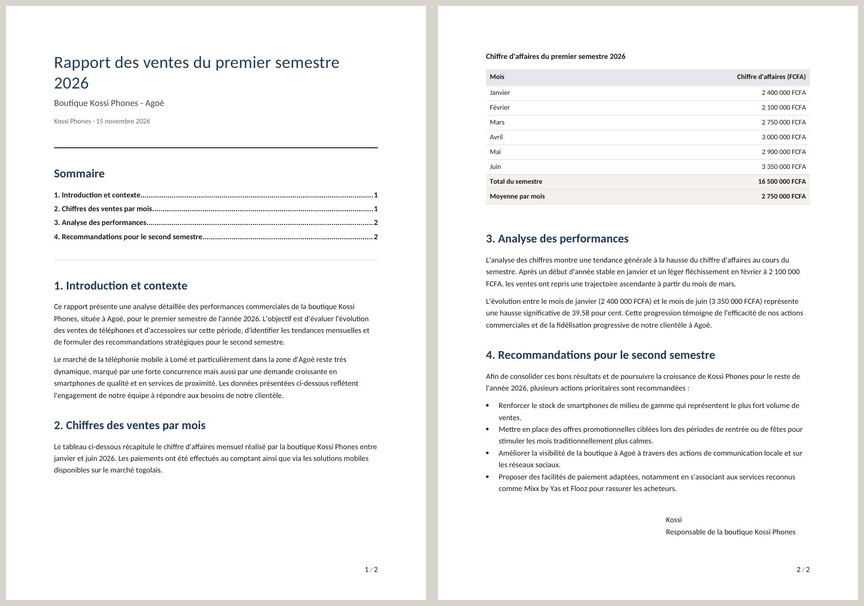 Rapport des ventes du premier semestre
2026
Boutique Kossi Phones - Agoè
Kossi Phones - 15 novembre 2026
Sommaire
1. Introduction et contexte....................................................................................................1
2. Chiffres des ventes par mois...............................................................................................1
3. Analyse des performances..................................................................................................2
4. Recommandations pour le second semestre........................................................................2
1. Introduction et contexte
Ce rapport présente une analyse détaillée des performances commerciales de la boutique Kossi
Phones, située à Agoè, pour le premier semestre de l'année 2026. L'objectif est d'évaluer l'évolution
des ventes de téléphones et d'accessoires sur cette période, d'identifier les tendances mensuelles et
de formuler des recommandations stratégiques pour le second semestre.
Le marché de la téléphonie mobile à Lomé et particulièrement dans la zone d'Agoè reste très
dynamique, marqué par une forte concurrence mais aussi par une demande croissante en
smartphones de qualité et en services de proximité. Les données présentées ci-dessous reflètent
l'engagement de notre équipe à répondre aux besoins de notre clientèle.
2. Chiffres des ventes par mois
Le tableau ci-dessous récapitule le chiffre d'affaires mensuel réalisé par la boutique Kossi Phones entre
janvier et juin 2026. Les paiements ont été effectués au comptant ainsi que via les solutions mobiles
disponibles sur le marché togolais.
1 / 2
Chiffre d'affaires du premier semestre 2026
Mois Chiffre d'affaires (FCFA)
Janvier 2 400 000 FCFA
Février 2 100 000 FCFA
Mars 2 750 000 FCFA
Avril 3 000 000 FCFA
Mai 2 900 000 FCFA
Juin 3 350 000 FCFA
Total du semestre 16 500 000 FCFA
Moyenne par mois 2 750 000 FCFA
3. Analyse des performances
L'analyse des chiffres montre une tendance générale à la hausse du chiffre d'affaires au cours du
semestre. Après un début d'année stable en janvier et un léger fléchissement en février à 2 100 000
FCFA, les ventes ont repris une trajectoire ascendante à partir du mois de mars.
L'évolution entre le mois de janvier (2 400 000 FCFA) et le mois de juin (3 350 000 FCFA) représente
une hausse significative de 39,58 pour cent. Cette progression témoigne de l'efficacité de nos actions
commerciales et de la fidélisation progressive de notre clientèle à Agoè.
4. Recommandations pour le second semestre
Afin de consolider ces bons résultats et de poursuivre la croissance de Kossi Phones pour le reste de
l'année 2026, plusieurs actions prioritaires sont recommandées :
• Renforcer le stock de smartphones de milieu de gamme qui représentent le plus fort volume de
ventes.
• Mettre en place des offres promotionnelles ciblées lors des périodes de rentrée ou de fêtes pour
stimuler les mois traditionnellement plus calmes.
• Améliorer la visibilité de la boutique à Agoè à travers des actions de communication locale et sur
les réseaux sociaux.
• Proposer des facilités de paiement adaptées, notamment en s'associant aux services reconnus
comme Mixx by Yas et Flooz pour rassurer les acheteurs.
Kossi
Responsable de la boutique Kossi Phones
2 / 2